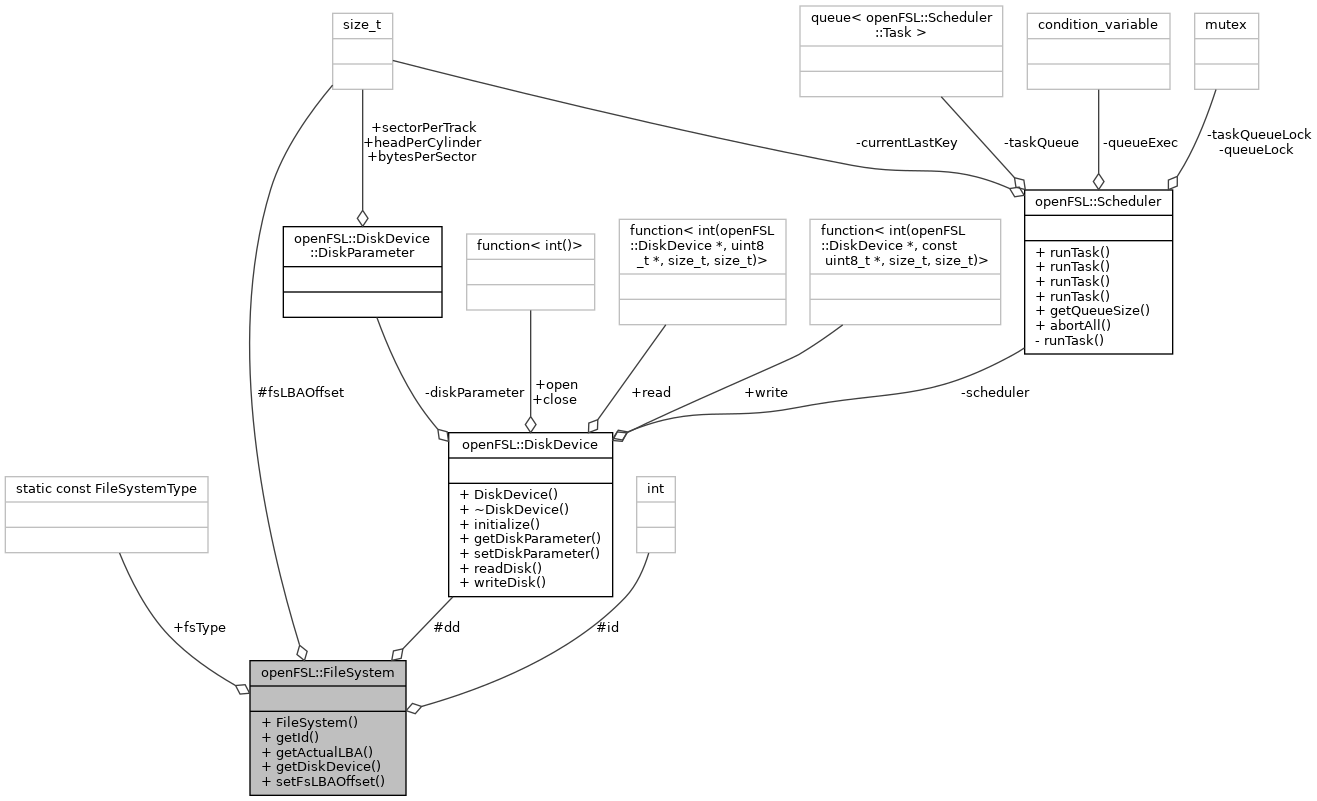 size_t
queue< openFSL::Scheduler
::Task >
condition_variable
mutex
+sectorPerTrack
+headPerCylinder
+bytesPerSector
-currentLastKey
-taskQueue
-queueExec
-taskQueueLock
-queueLock
openFSL::DiskDevice
::DiskParameter
function< int()>
function< int(openFSL
::DiskDevice *, uint8
_t *, size_t, size_t)>
function< int(openFSL
::DiskDevice *, const
uint8_t *, size_t, size_t)>
openFSL::Scheduler
+ runTask()
+ runTask()
+ runTask()
+ runTask()
+ getQueueSize()
+ abortAll()
- runTask()
#fsLBAOffset
-diskParameter
+open
+close
+read
+write
-scheduler
static const FileSystemType
openFSL::DiskDevice
+ DiskDevice()
+ ~DiskDevice()
+ initialize()
+ getDiskParameter()
+ setDiskParameter()
+ readDisk()
+ writeDisk()
int
+fsType
#dd
#id
openFSL::FileSystem
+ FileSystem()
+ getId()
+ getActualLBA()
+ getDiskDevice()
+ setFsLBAOffset()